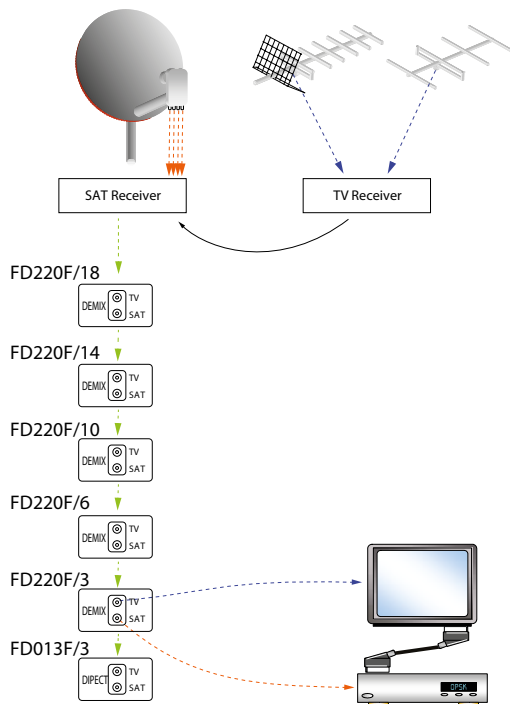 SAT Receiver
TV Receiver
FD220F/18
DEMIX
TV
SAT
FD220F/14
DEMIX
TV
SAT
FD220F/10
DEMIX
TV
SAT
FD220F/6
DEMIX
TV
SAT
FD220F/3
DEMIX
TV
SAT
FD013F/3
DIPECT
TV
SAT
OPSK